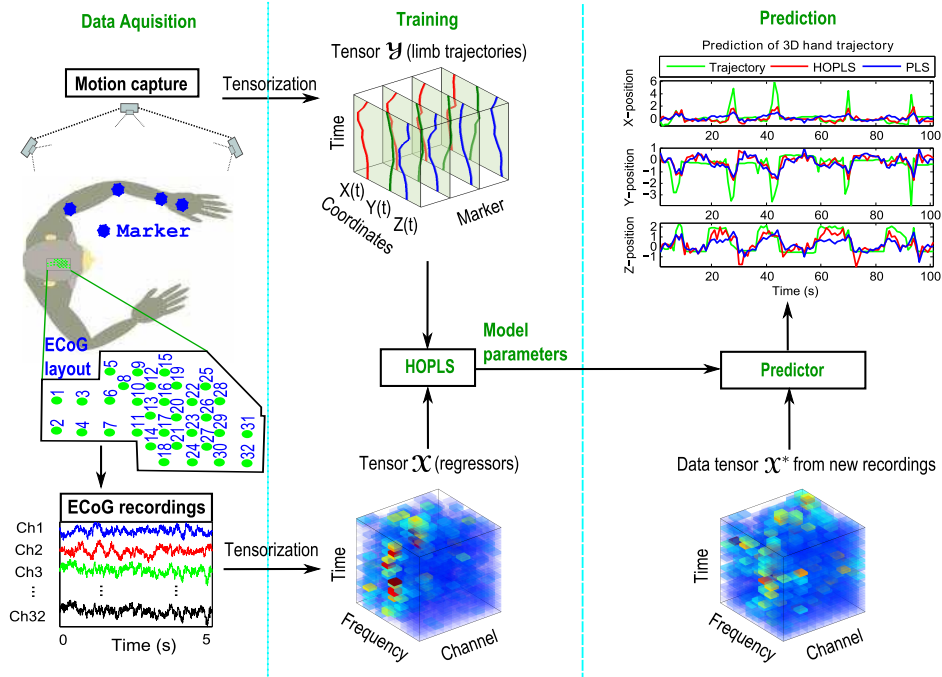 Data Aquisition
Motion capture
Marker
ECoG
layout
1
2
3
4
5
6
7
8
9
10
11
12
13
14
15
16
17
18
19
20
21
22
23
24
25
26
27
28
29
30
31
32
ECoG recordings
Ch1
Ch2
Ch3
...
Ch32
0 5
Time (s)
Tensorization
Tensorization
Training
Tensor 𝓨 (limb trajectories)
Time
X(t)
Y(t)
Z(t)
Coordinates
Marker
HOPLS
Model
parameters
Tensor 𝓧 (regressors)
Time
Frequency
Channel
Prediction
Prediction of 3D hand trajectory
Trajectory HOPLS PLS
X-position
6
4
2
0
20 40 60 80 100
Y-position
1
0
-1
-2
-3
20 40 60 80 100
Z-position
2
1
0
-1
20 40 60 80 100
Time (s)
Predictor
Data tensor 𝓧* from new recordings
Time
Frequency
Channel